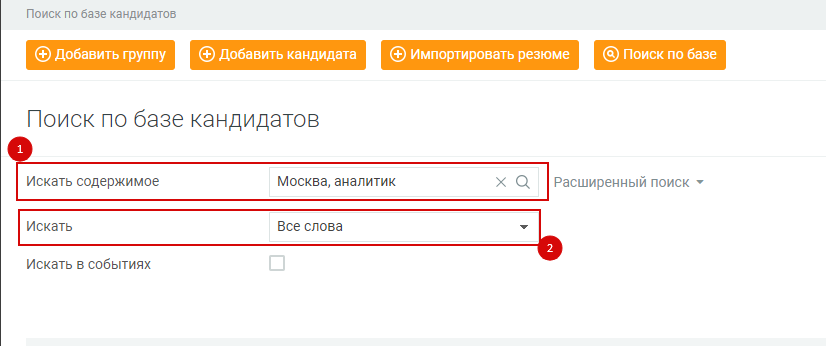 Поиск по базе кандидатов
Добавить группу Добавить кандидата Импортировать резюме Поиск по базе
Поиск по базе кандидатов
1
Искать содержимое Москва, аналитик Расширенный поиск
Искать Все слова
2
Искать в событиях